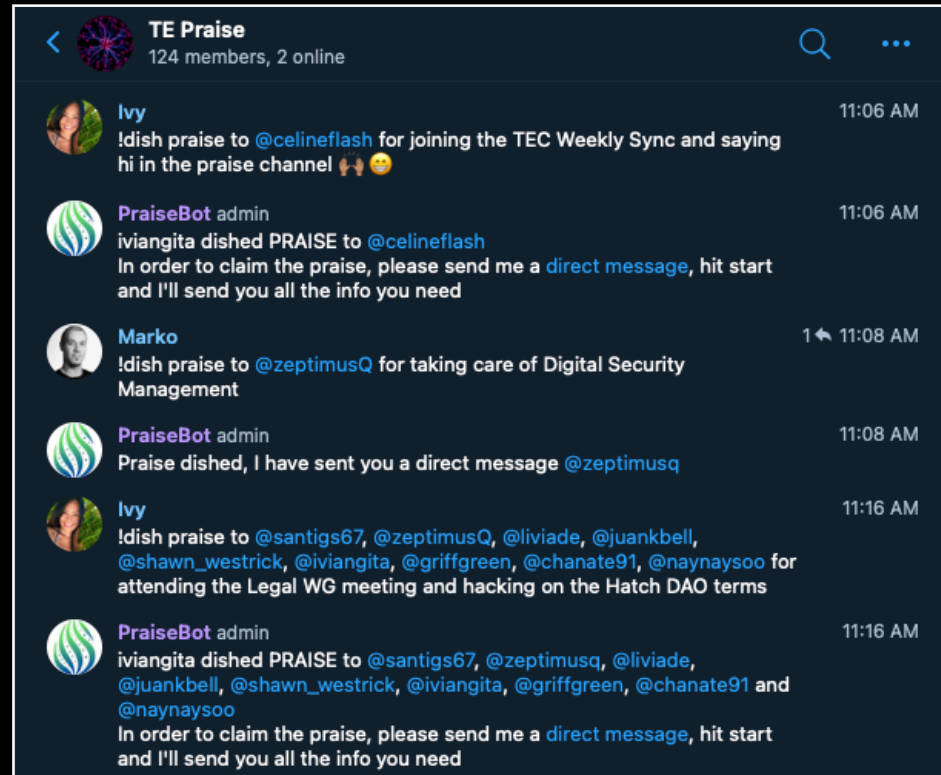 TE Praise
124 members, 2 online
Ivy
11:06 AM
!dish praise to @celineflash for joining the TEC Weekly Sync and saying
hi in the praise channel 🙌🏽 😁
PraiseBot admin
11:06 AM
iviangita dished PRAISE to @celineflash
In order to claim the praise, please send me a direct message, hit start
and I'll send you all the info you need
Marko
1 11:08 AM
!dish praise to @zeptimusQ for taking care of Digital Security
Management
PraiseBot admin
11:08 AM
Praise dished, I have sent you a direct message @zeptimusq
Ivy
11:16 AM
!dish praise to @santigs67, @zeptimusQ, @liviade, @juankbell,
@shawn_westrick, @iviangita, @griffgreen, @chanate91, @naynaysoo for
attending the Legal WG meeting and hacking on the Hatch DAO terms
PraiseBot admin
11:16 AM
iviangita dished PRAISE to @santigs67, @zeptimusq, @liviade,
@juankbell, @shawn_westrick, @iviangita, @griffgreen, @chanate91 and
@naynaysoo
In order to claim the praise, please send me a direct message, hit start
and I'll send you all the info you need